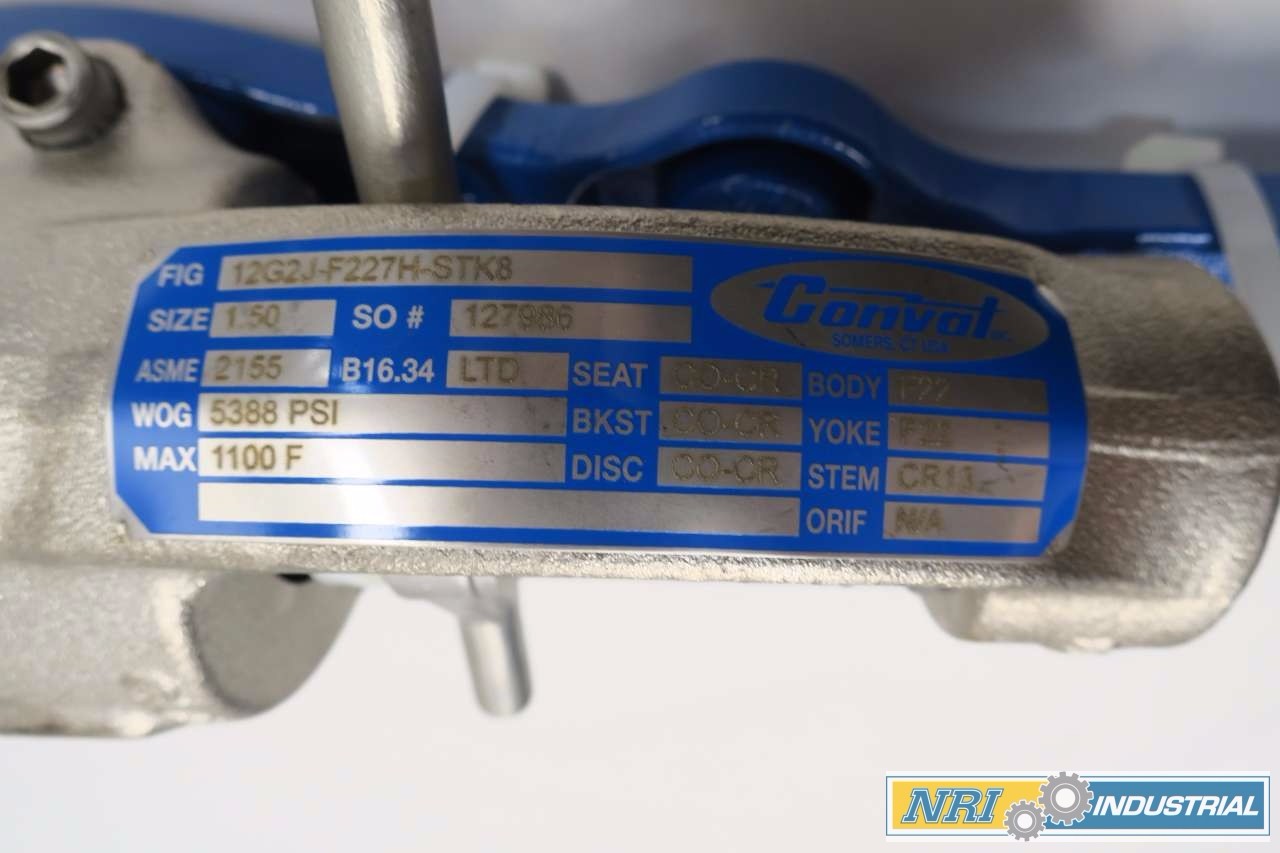 FIG 12G2J-F227H-STK8
Conval
SOMERS, CT USA
SIZE 1.50 SO # 127986
ASME 2155 B16.34 LTD SEAT CO-CR BODY F22
WOG 5388 PSI BKST CO-CR YOKE F22
MAX 1100 F DISC CO-CR STEM CR13
ORIF N/A
NRI INDUSTRIAL